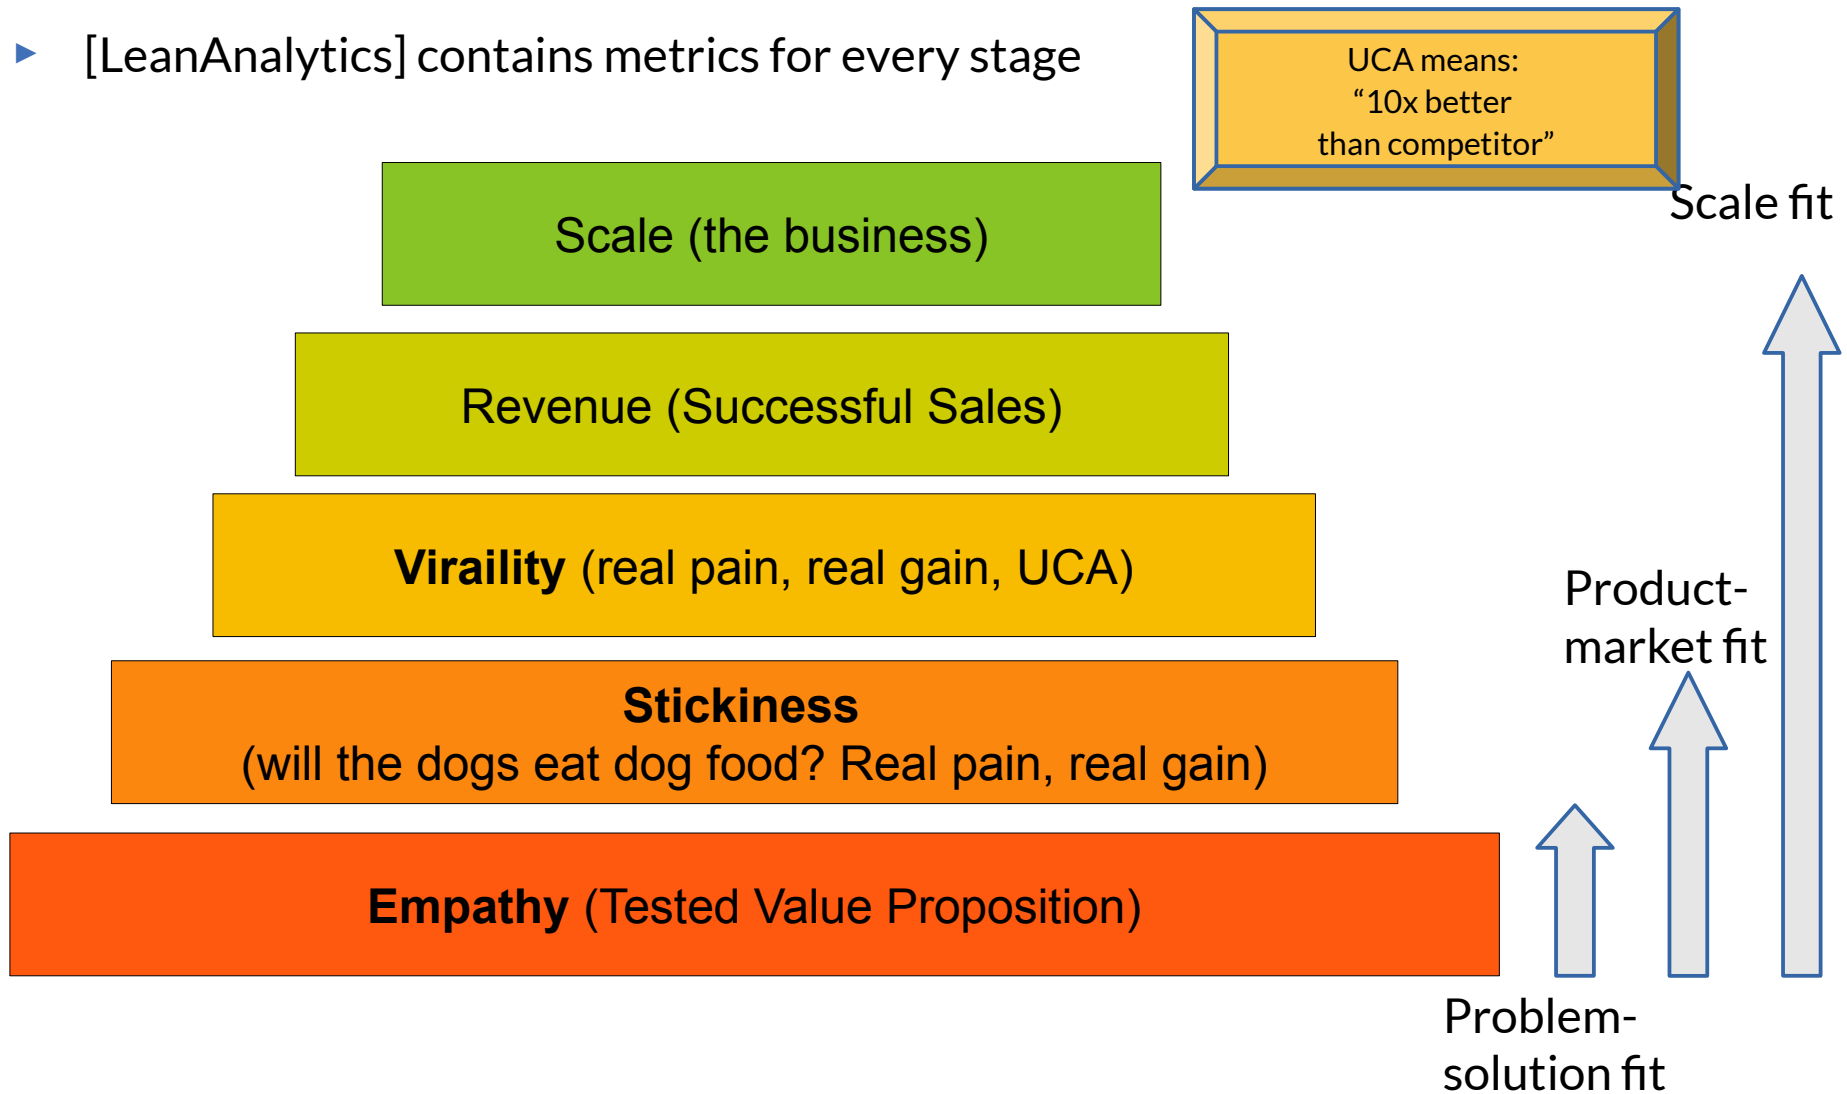 ► [LeanAnalytics] contains metrics for every stage
UCA means:
“10x better
than competitor”
Scale fit
Scale (the business)
Revenue (Successful Sales)
Viraility (real pain, real gain, UCA)
Product-
market fit
Stickiness
(will the dogs eat dog food? Real pain, real gain)
Empathy (Tested Value Proposition)
Problem-
solution fit